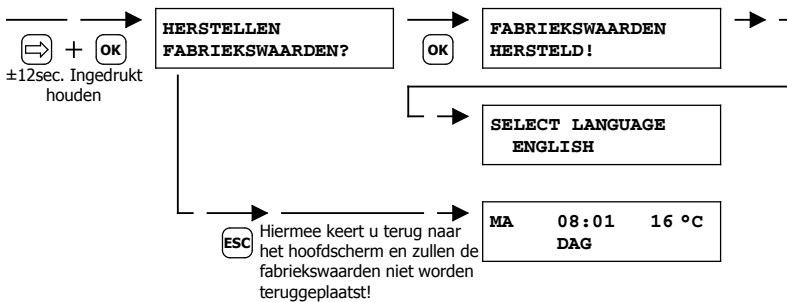 + OK
±12sec. Ingedrukt
houden
HERSTELLEN
FABRIEKSWAARDEN?
OK
FABRIEKSWAARDEN
HERSTELD!
SELECT LANGUAGE
ENGLISH
ESC
Hiermee keert u terug naar
het hoofdscherm en zullen de
fabriekswaarden niet worden
teruggeplaatst!
MA 08:01 16 °C
DAG